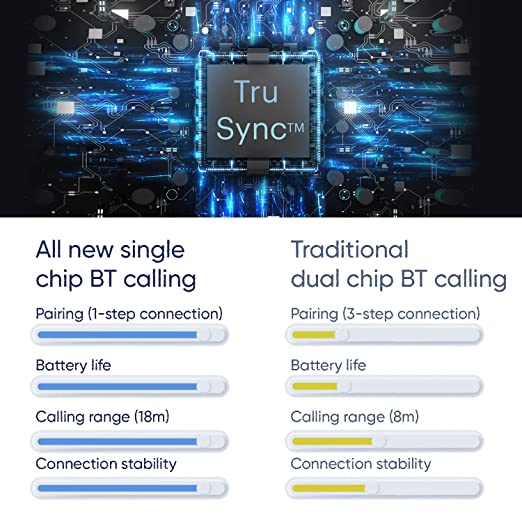 Tru
Sync™
All new single
chip BT calling
Pairing (1-step connection)
Battery life
Calling range (18m)
Connection stability
Traditional
dual chip BT calling
Pairing (3-step connection)
Battery life
Calling range (8m)
Connection stability